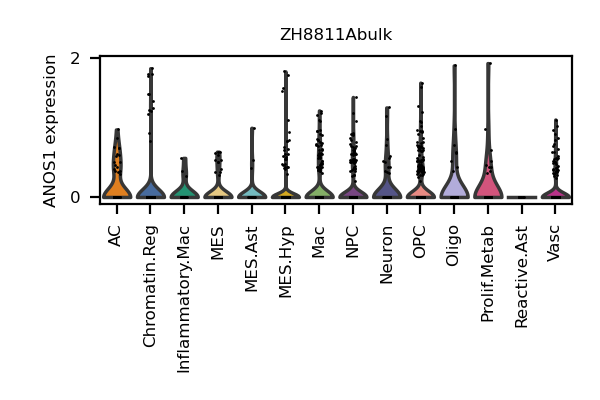 ZH8811Abulk
ANOS1 expression
2
0
AC
Chromatin.Reg
Inflammatory.Mac
MES
MES.Ast
MES.Hyp
Mac
NPC
Neuron
OPC
Oligo
Prolif.Metab
Reactive.Ast
Vasc